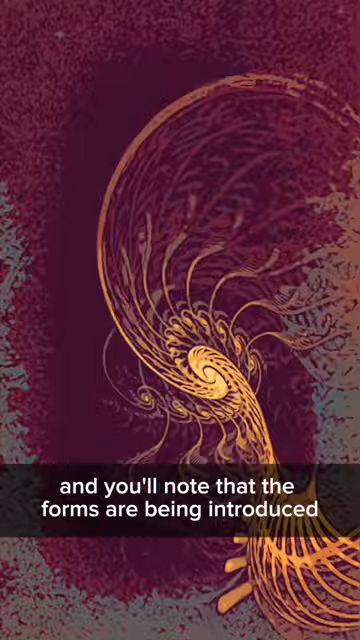 and you'll note that the
forms are being introduced